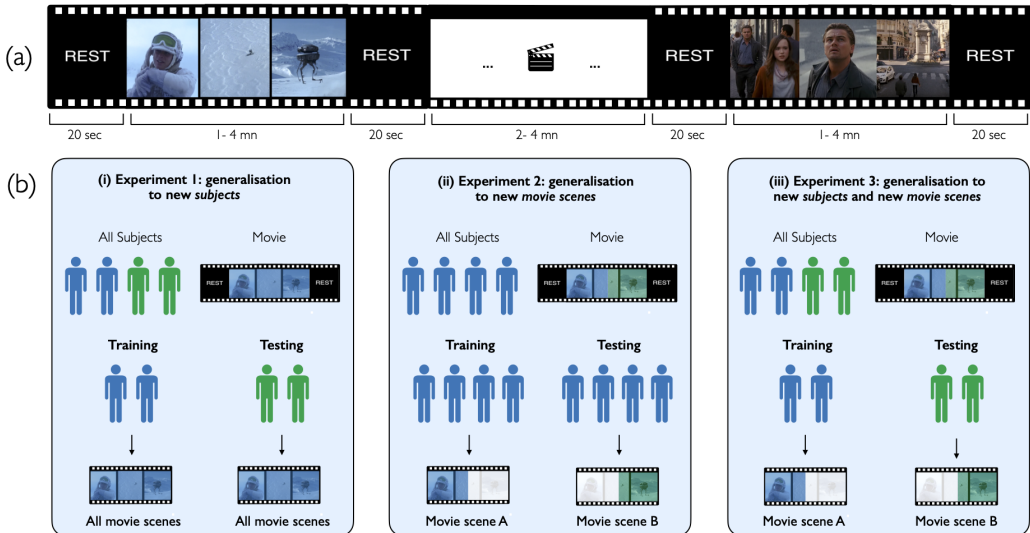 (a)
REST
REST
... ...
REST
REST
20 sec
1- 4 mn
20 sec
2- 4 mn
20 sec
1- 4 mn
20 sec
(b)
(i) Experiment 1: generalisation
to new subjects
All Subjects
Movie
REST
REST
Training
Testing
All movie scenes
All movie scenes
(ii) Experiment 2: generalisation
to new movie scenes
All Subjects
Movie
REST
REST
Training
Testing
Movie scene A
Movie scene B
(iii) Experiment 3: generalisation to
new subjects and new movie scenes
All Subjects
Movie
REST
REST
Training
Testing
Movie scene A
Movie scene B